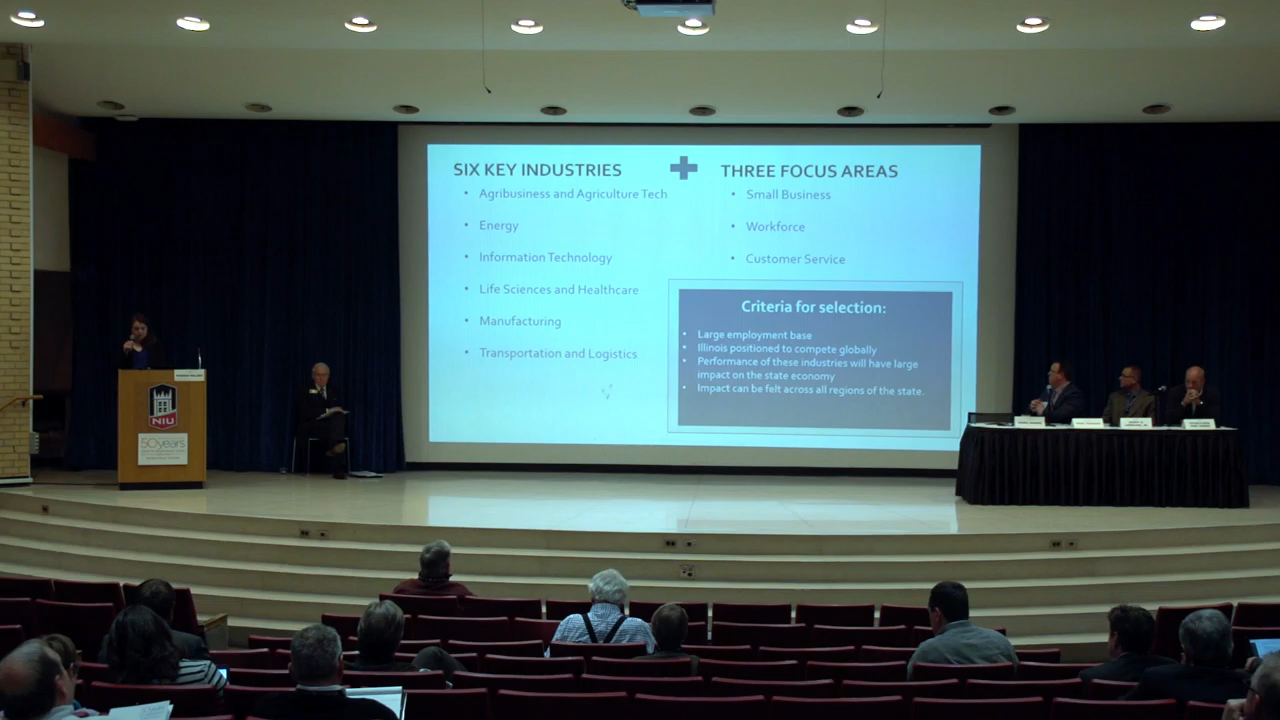 SIX KEY INDUSTRIES
• Agribusiness and Agriculture Tech
• Energy
• Information Technology
• Life Sciences and Healthcare
• Manufacturing
• Transportation and Logistics
THREE FOCUS AREAS
• Small Business
• Workforce
• Customer Service
Criteria for selection:
• Large employment base
• Illinois positioned to compete globally
• Performance of these industries will have large
impact on the state economy
• Impact can be felt across all regions of the state.
NIU
50years